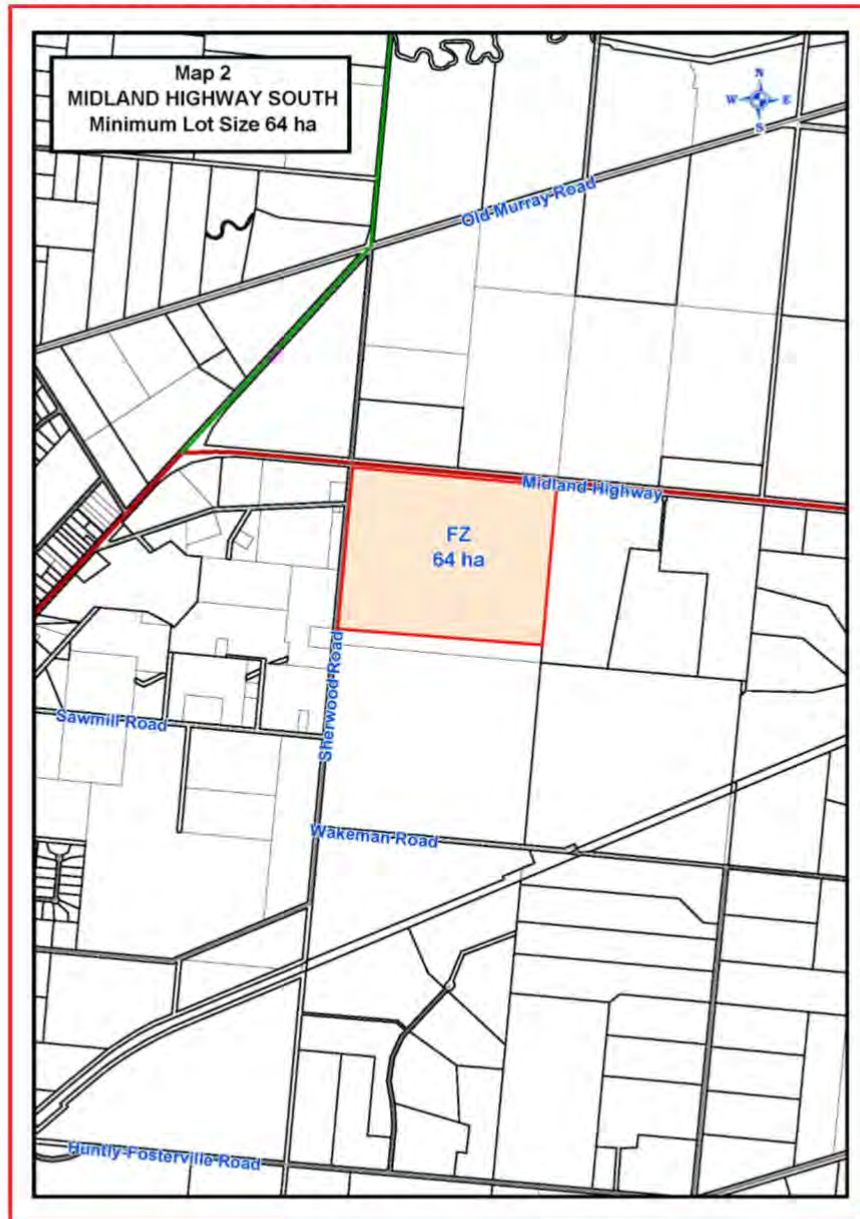 Map 2
MIDLAND HIGHWAY SOUTH
Minimum Lot Size 64 ha
N
W E
S
Old Murray Road
Midland Highway
FZ
64 ha
Sherwood Road
Sawmill Road
Wakeman Road
Huntly-Fosterville Road